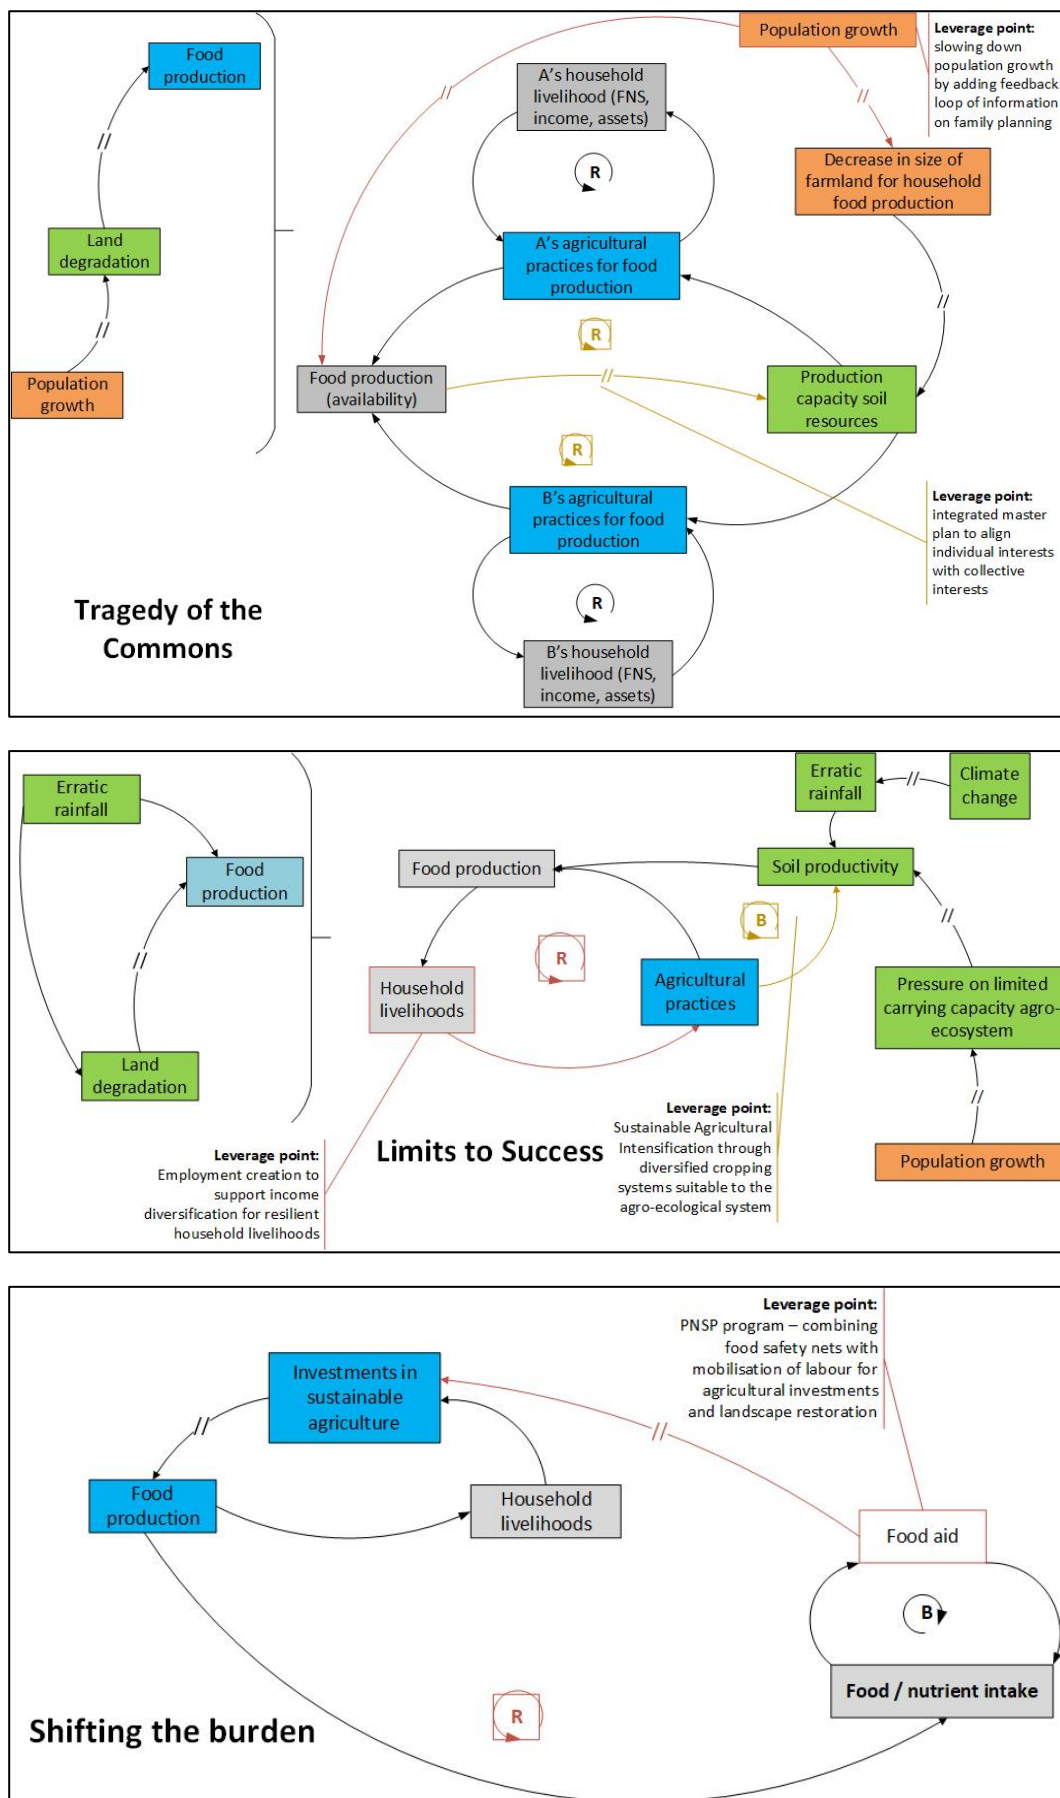 Food
production
Land
degradation
Population
growth
Tragedy of the
Commons
A's household
livelihood (FNS,
income, assets)
R
A's agricultural
practices for food
production
R
Food production
(availability)
R
B's agricultural
practices for food
production
R
B's household
livelihood (FNS,
income, assets)
Population growth
Leverage point:
slowing down
population growth
by adding feedback
loop of information
on family planning
Decrease in size of
farmland for household
food production
Production
capacity soil
resources
Leverage point:
integrated master
plan to align
individual interests
with collective
interests
Erratic
rainfall
Food
production
Land
degradation
Erratic
rainfall
Climate
change
Food production
Soil productivity
B
R
Household
livelihoods
Agricultural
practices
Pressure on limited
carrying capacity agro-
ecosystem
Population growth
Leverage point:
Employment creation to
support income
diversification for resilient
household livelihoods
Limits to Success
Leverage point:
Sustainable Agricultural
Intensification through
diversified cropping
systems suitable to the
agro-ecological system
Leverage point:
PNSP program – combining
food safety nets with
mobilisation of labour for
agricultural investments
and landscape restoration
Investments in
sustainable
agriculture
Food
production
Household
livelihoods
Food aid
B
Food / nutrient intake
R
Shifting the burden